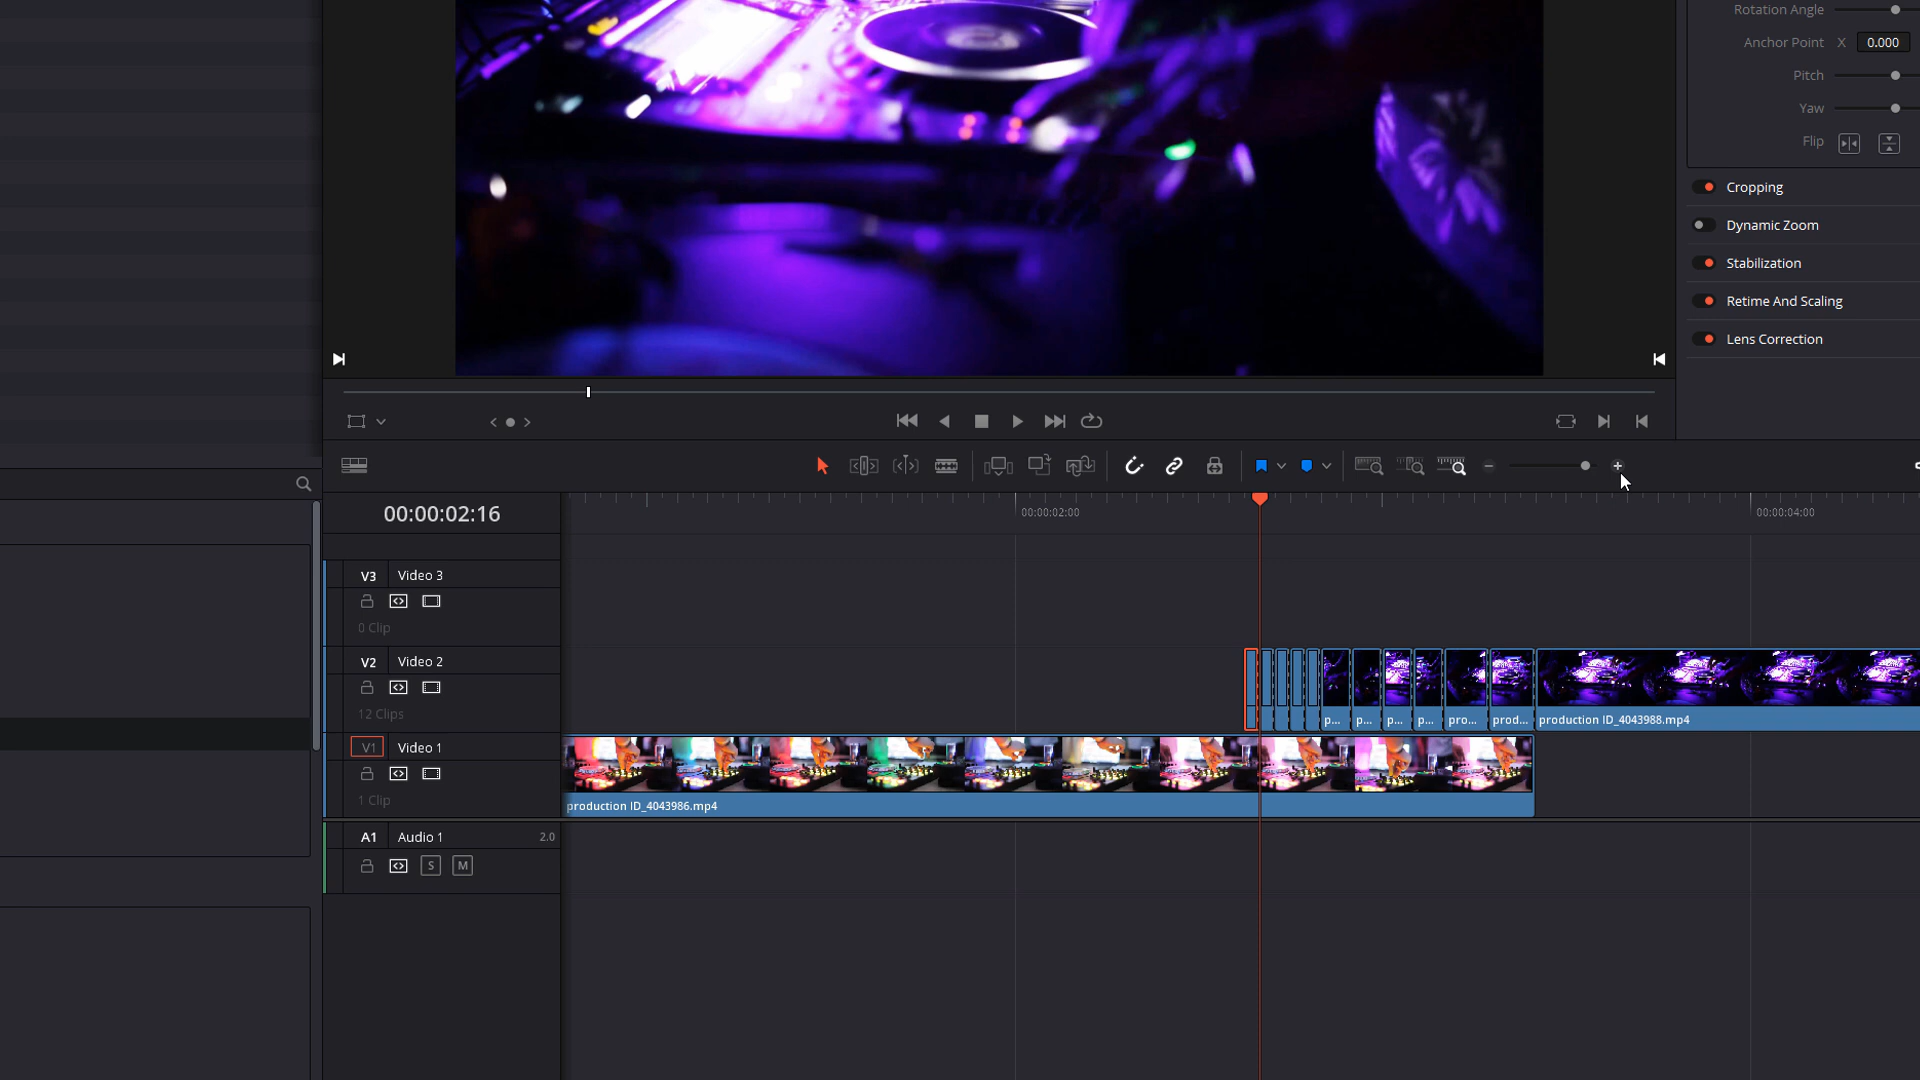 Rotation Angle
Anchor Point X 0.000
Pitch
Yaw
Flip
Cropping
Dynamic Zoom
Stabilization
Retime And Scaling
Lens Correction
00:00:02:16
00:00:02:00
00:00:04:00
V3 Video 3
0 Clip
V2 Video 2
12 Clips
p... p... p... p... pro... prod... production ID_4043988.mp4
V1 Video 1
1 Clip
production ID_4043986.mp4
A1 Audio 1 2.0
S M